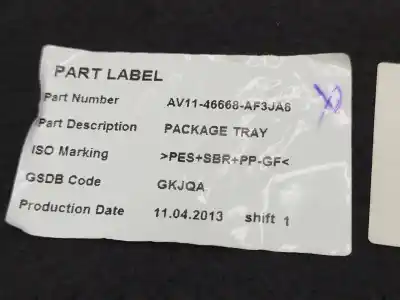 PART LABEL
Part Number AV11-46668-AF3JA6
Part Description PACKAGE TRAY
ISO Marking >PES+SBR+PP-GF<
GSDB Code GKJQA
Production Date 11.04.2013 shift 1